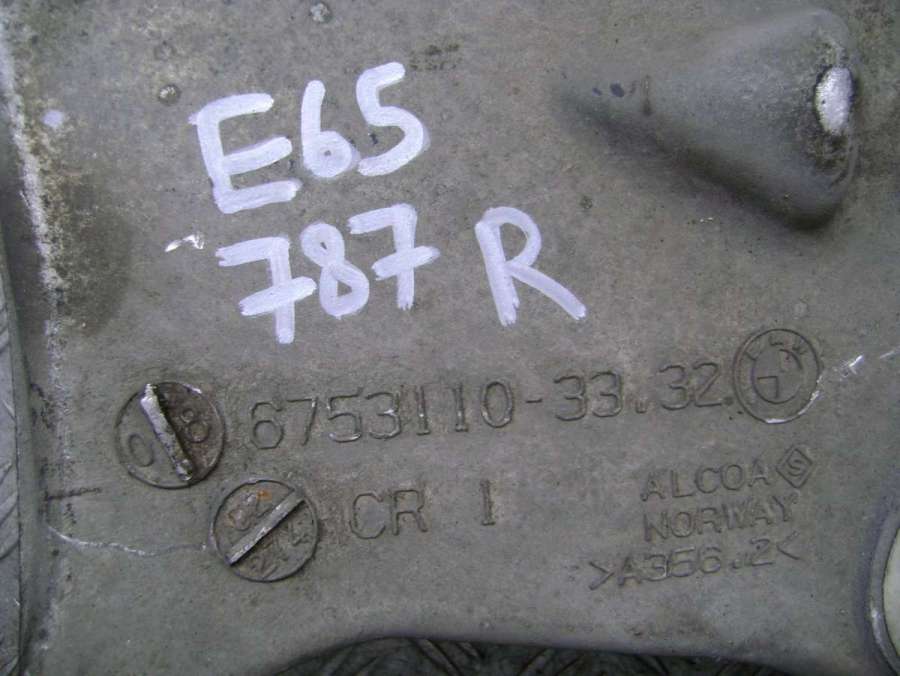 E65
787 R
6753110-33.32
CR 1
ALCOA S
NORWAY
>A356.2<